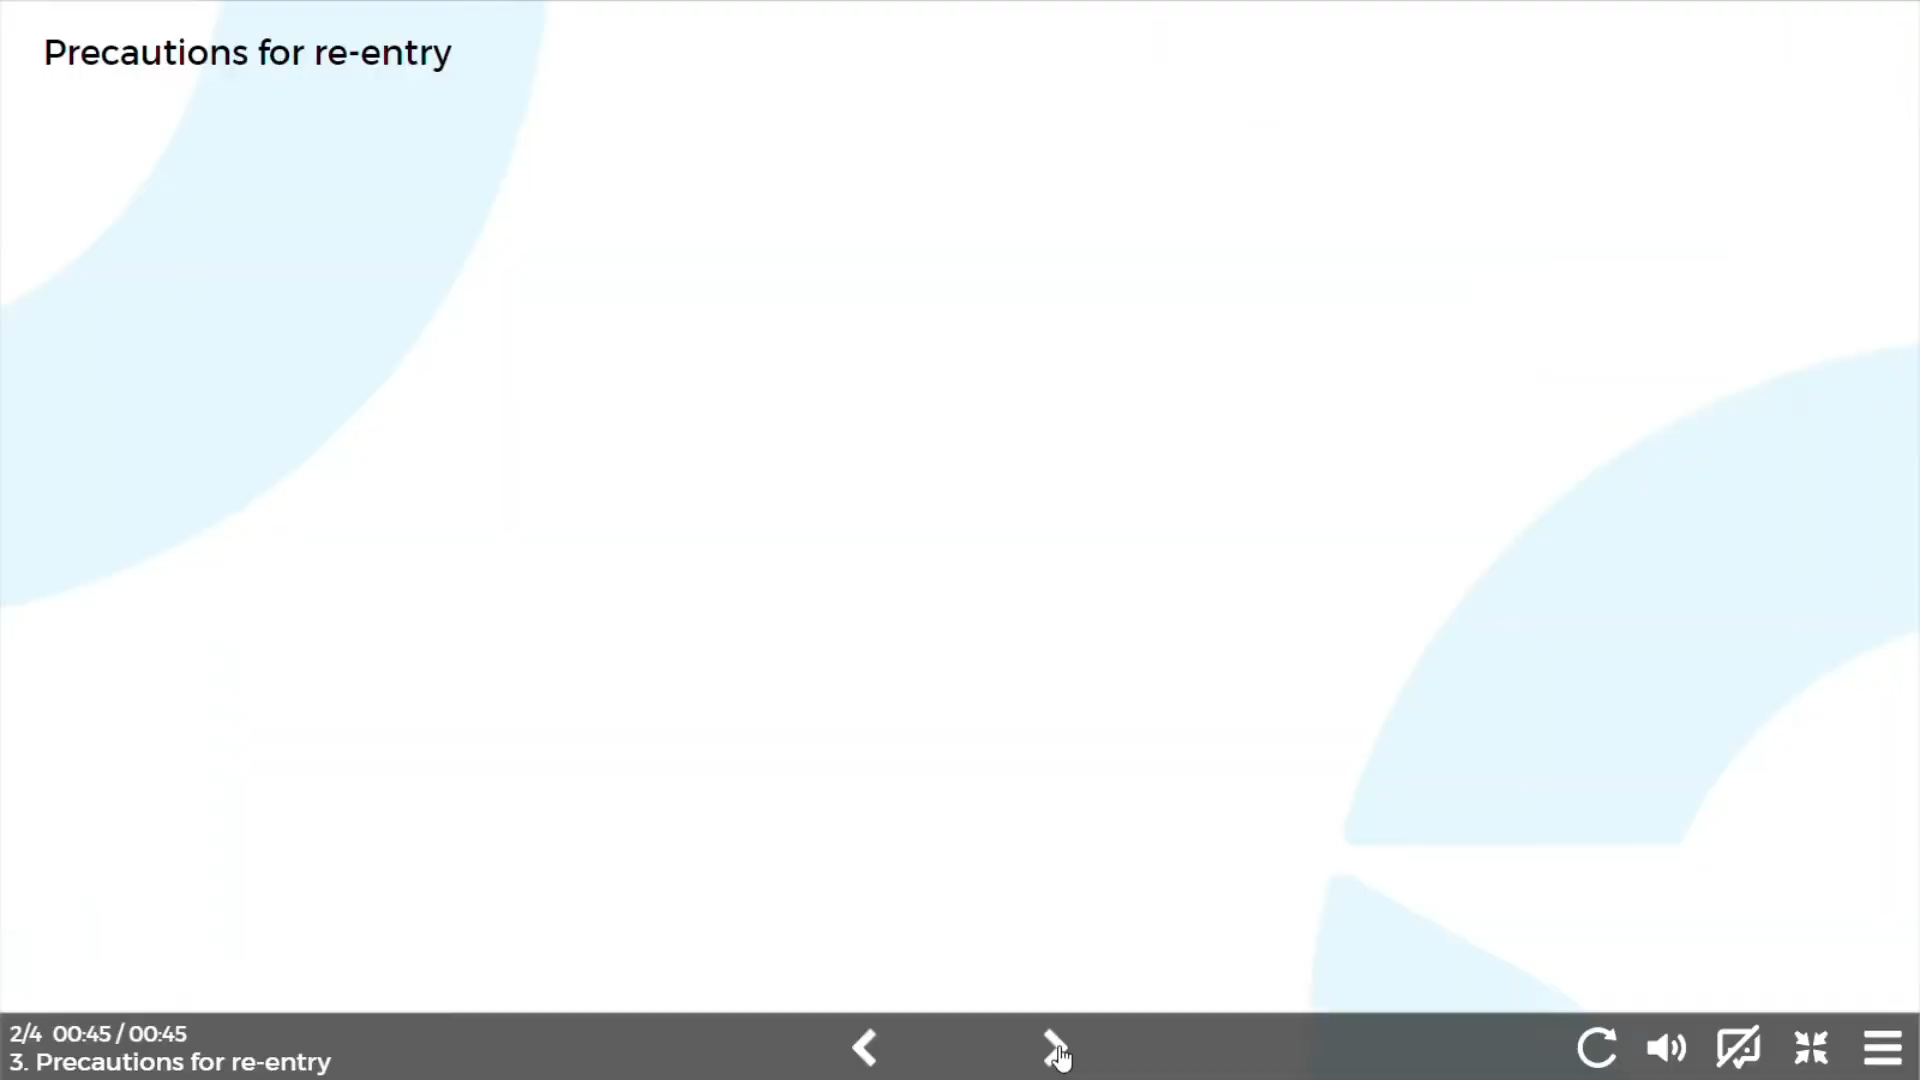 Precautions for re-entry
2/4 00:45 / 00:45
3. Precautions for re-entry